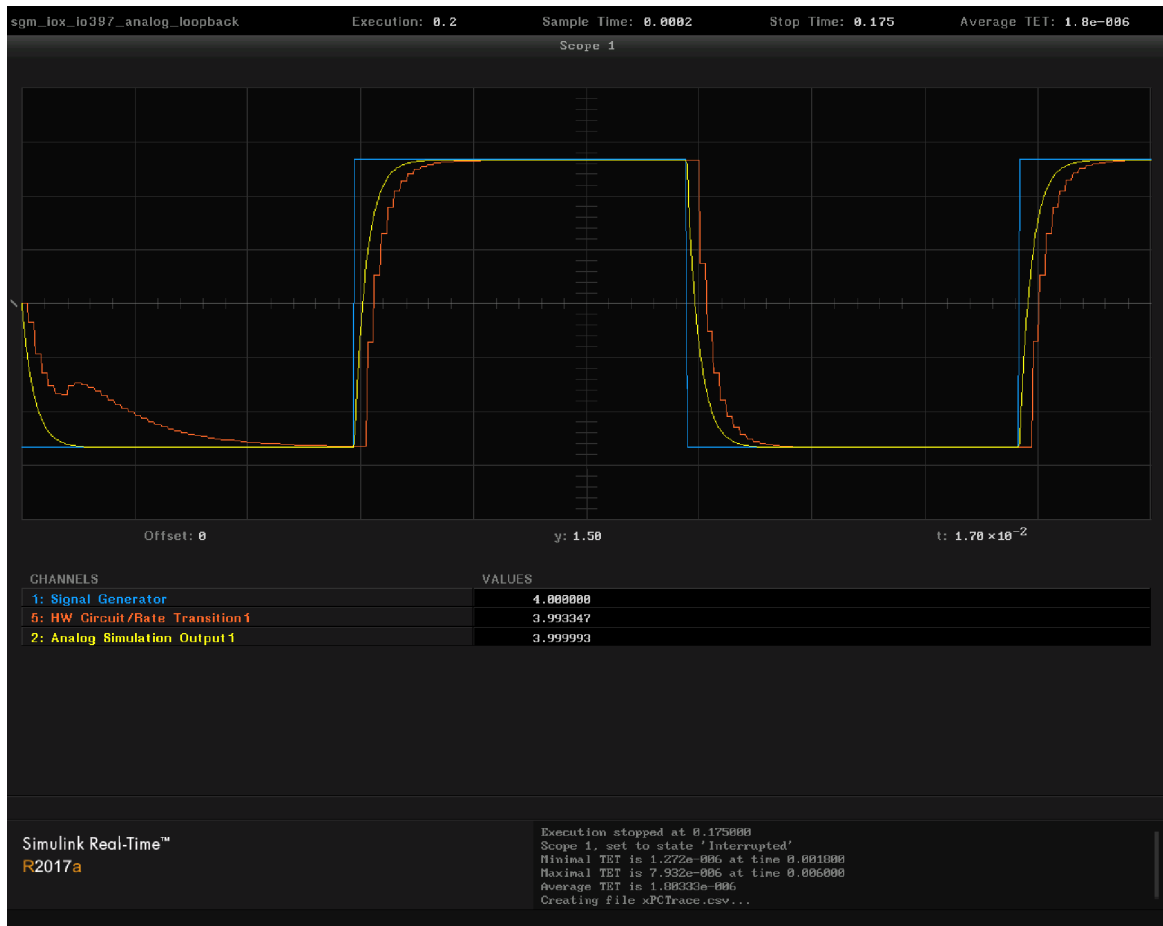 sgm_iox_io397_analog_loopback Execution: 0.2 Sample Time: 0.0002 Stop Time: 0.175 Average TET: 1.8e-006
Scope 1
Offset: 0 y: 1.50 t: 1.70 ×10−2
CHANNELS VALUES
1: Signal Generator 4.000000
5: HW Circuit/Rate Transition1 3.993347
2: Analog Simulation Output1 3.999993
Simulink Real-Time™
R2017a
Execution stopped at 0.175000
Scope 1, set to state 'Interrupted'
Minimal TET is 1.272e-006 at time 0.001800
Maximal TET is 7.932e-006 at time 0.006000
Average TET is 1.80333e-006
Creating file xPCTrace.csv...